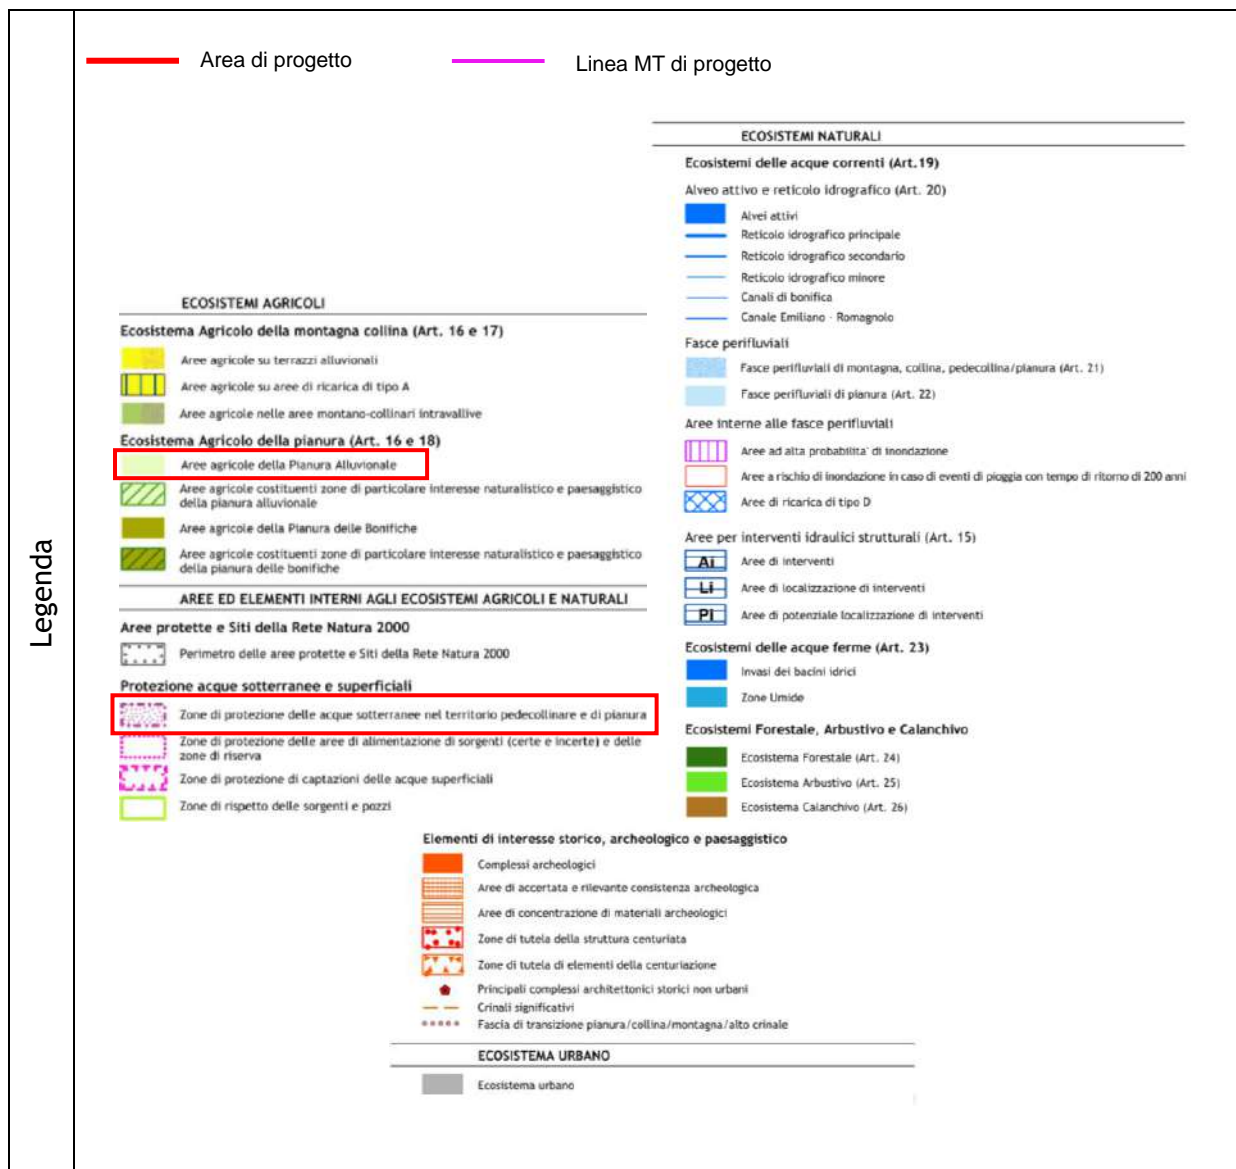 Legenda
Area di progetto
Linea MT di progetto
ECOSISTEMI AGRICOLI
Ecosistema Agricolo della montagna collina (Art. 16 e 17)
Aree agricole su terrazzi alluvionali
Aree agricole su aree di ricarica di tipo A
Aree agricole nelle aree montano-collinari intravallive
Ecosistema Agricolo della pianura (Art. 16 e 18)
Aree agricole della Pianura Alluvionale
Aree agricole costituenti zone di particolare interesse naturalistico e paesaggistico
della pianura alluvionale
Aree agricole della Pianura delle Bonifiche
Aree agricole costituenti zone di particolare interesse naturalistico e paesaggistico
della pianura delle bonifiche
AREE ED ELEMENTI INTERNI AGLI ECOSISTEMI AGRICOLI E NATURALI
Aree protette e Siti della Rete Natura 2000
Perimetro delle aree protette e Siti della Rete Natura 2000
Protezione acque sotterranee e superficiali
Zone di protezione delle acque sotterranee nel territorio pedecollinare e di pianura
Zone di protezione delle aree di alimentazione di sorgenti (certe e incerte) e delle
zone di riserva
Zone di protezione di captazioni delle acque superficiali
Zone di rispetto delle sorgenti e pozzi
ECOSISTEMI NATURALI
Ecosistemi delle acque correnti (Art.19)
Alveo attivo e reticolo idrografico (Art. 20)
Alvei attivi
Reticolo idrografico principale
Reticolo idrografico secondario
Reticolo idrografico minore
Canali di bonifica
Canale Emiliano - Romagnolo
Fasce perifluviali
Fasce perifluviali di montagna, collina, pedecollina/pianura (Art. 21)
Fasce perifluviali di pianura (Art. 22)
Aree interne alle fasce perifluviali
Aree ad alta probabilita' di inondazione
Aree a rischio di inondazione in caso di eventi di pioggia con tempo di ritorno di 200 anni
Aree di ricarica di tipo D
Aree per interventi idraulici strutturali (Art. 15)
Ai Aree di interventi
Li Aree di localizzazione di interventi
Pi Aree di potenziale localizzazione di interventi
Ecosistemi delle acque ferme (Art. 23)
Invasi dei bacini idrici
Zone Umide
Ecosistemi Forestale, Arbustivo e Calanchivo
Ecosistema Forestale (Art. 24)
Ecosistema Arbustivo (Art. 25)
Ecosistema Calanchivo (Art. 26)
Elementi di interesse storico, archeologico e paesaggistico
Complessi archeologici
Aree di accertata e rilevante consistenza archeologica
Aree di concentrazione di materiali archeologici
Zone di tutela della struttura centuriata
Zone di tutela di elementi della centuriazione
Principali complessi architettonici storici non urbani
Crinali significativi
Fascia di transizione pianura/collina/montagna/alto crinale
ECOSISTEMA URBANO
Ecosistema urbano